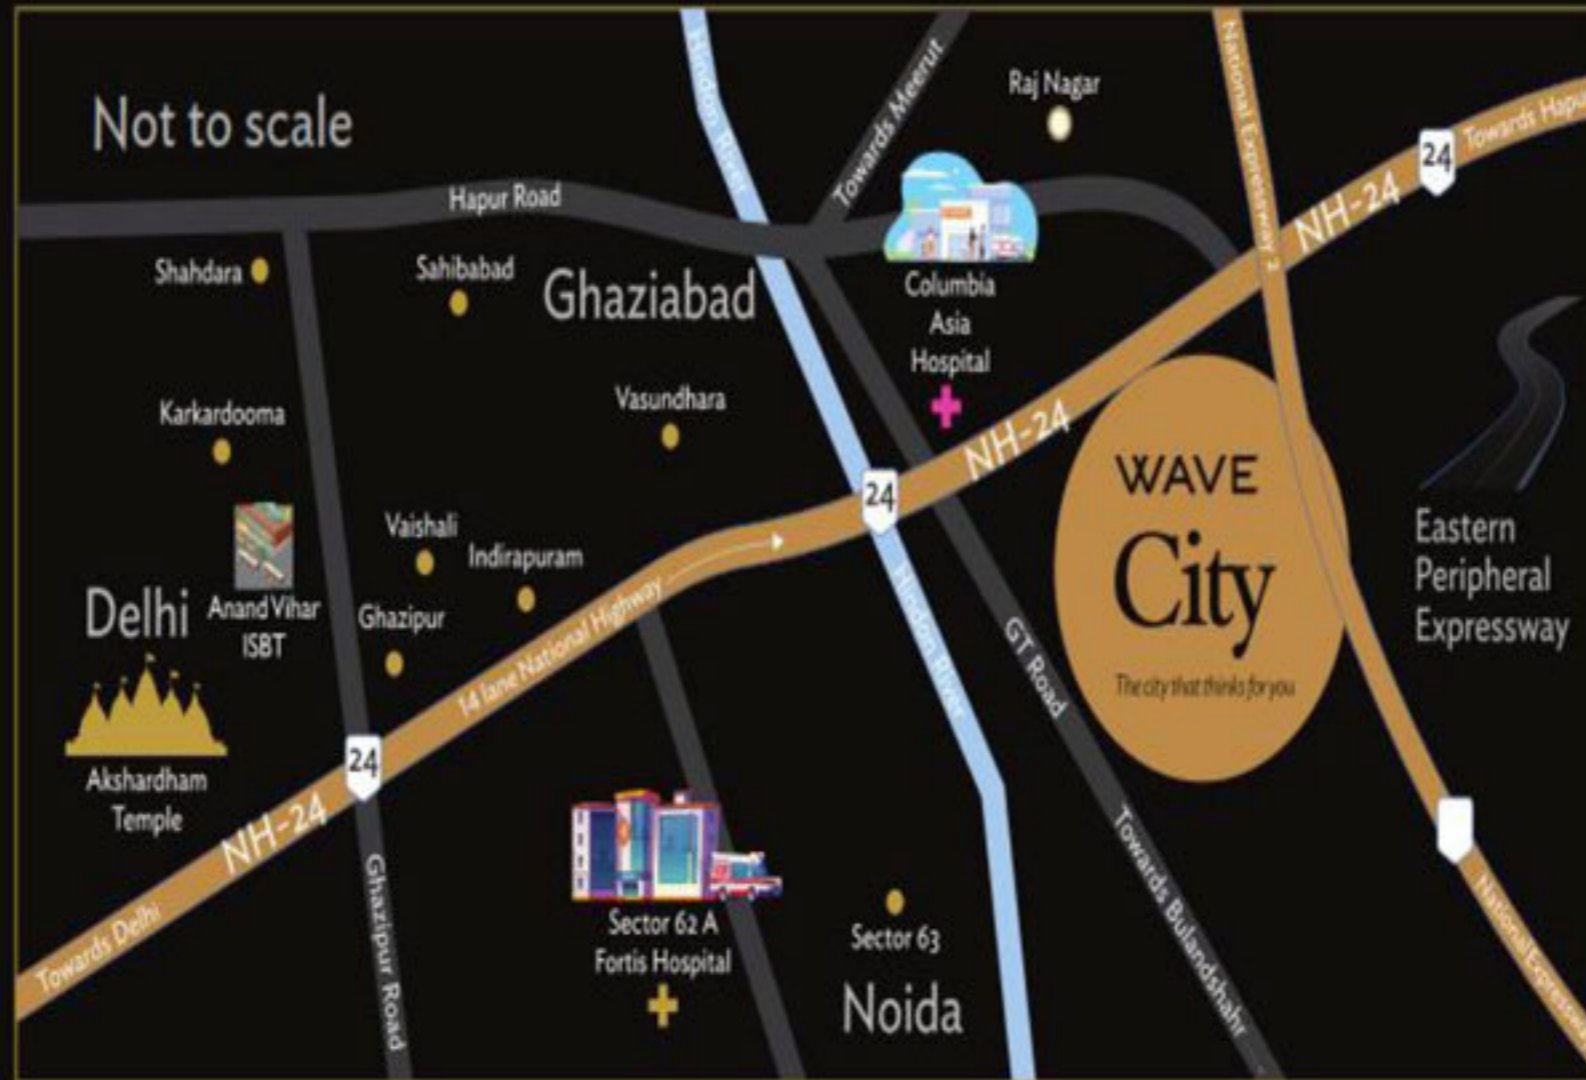 Not to scale
Hindon River
Towards Meerut
Raj Nagar
National Expressway 2
24
Towards
NH-24
Hapur Road
Shahdara
Sahibabad
Ghaziabad
Columbia
Asia
Hospital
Karkardooma
Vasundhara
NH-24
24
WAVE
City
The city that thinks for you
Eastern
Peripheral
Expressway
Vaishali
Indirapuram
Delhi
Anand Vihar
ISBT
Ghazipur
14 lane National Highway
Hindon River
GT Road
Akshardham
Temple
24
NH-24
Towards Delhi
Ghazipur Road
Sector 62 A
Fortis Hospital
Sector 63
Noida
Towards Bulandshahr
National